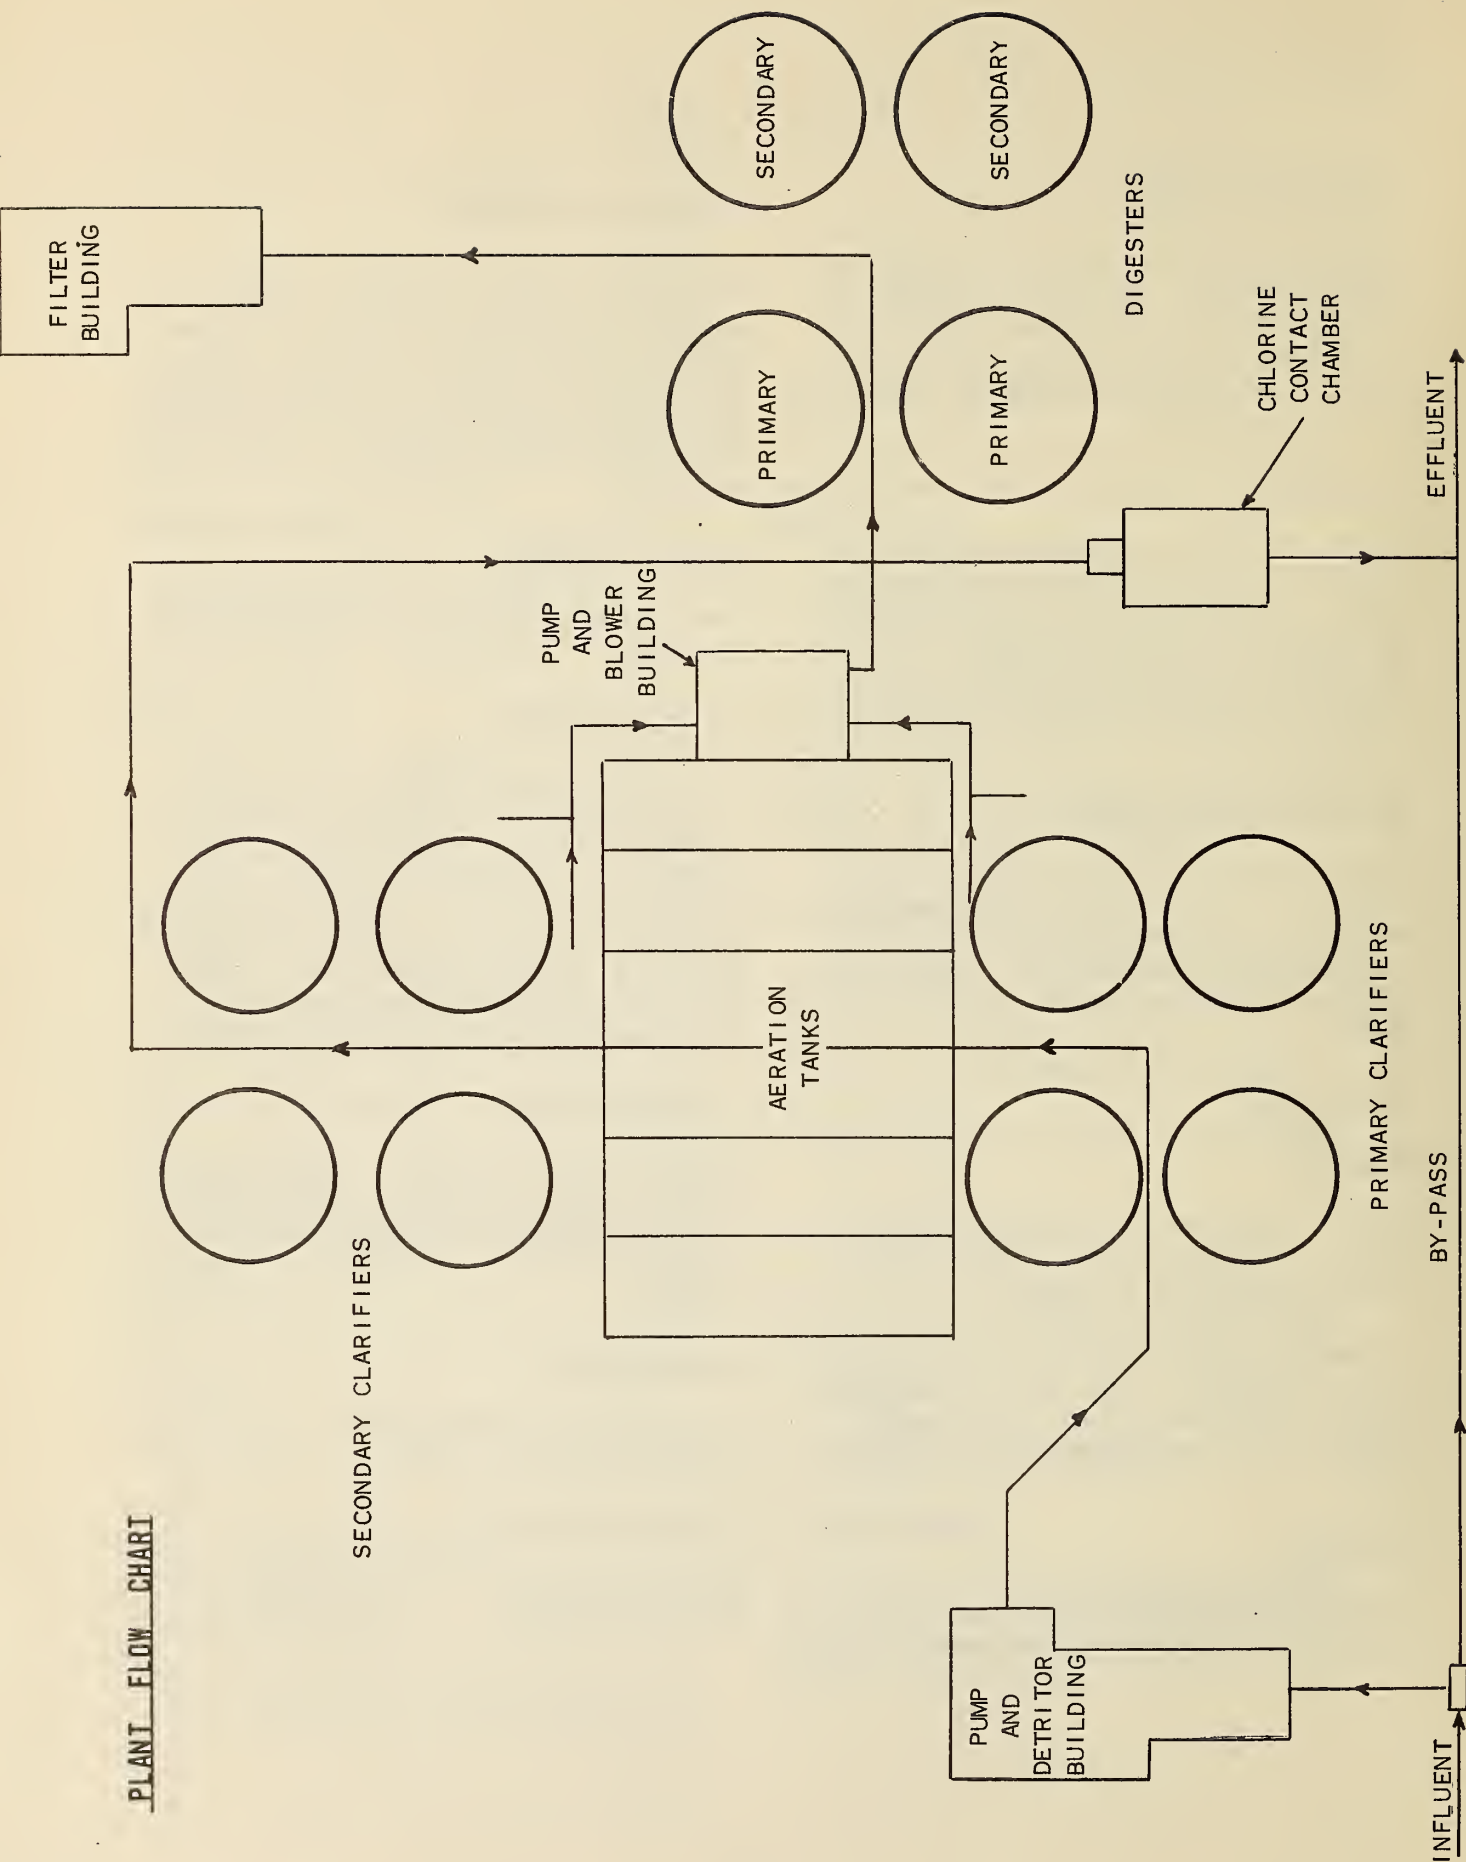 PLANT FLOW CHART
SECONDARY CLARIFIERS
FILTER
BUILDING
PUMP
AND
BLOWER
BUILDING
SECONDARY
PRIMARY
AERATION
TANKS
SECONDARY
PRIMARY
DIGESTERS
PUMP
AND
DETRITOR
BUILDING
CHLORINE
CONTACT
CHAMBER
PRIMARY CLARIFIERS
INFLUENT
BY-PASS
EFFLUENT